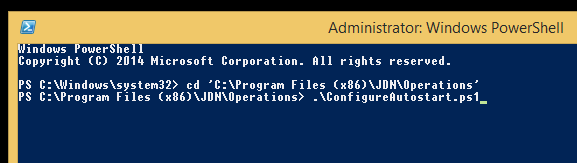 Administrator: Windows PowerShell
Windows PowerShell
Copyright (C) 2014 Microsoft Corporation. All rights reserved.
PS C:\Windows\system32> cd 'C:\Program Files (x86)\JDN\Operations'
PS C:\Program Files (x86)\JDN\Operations> .\ConfigureAutostart.ps1